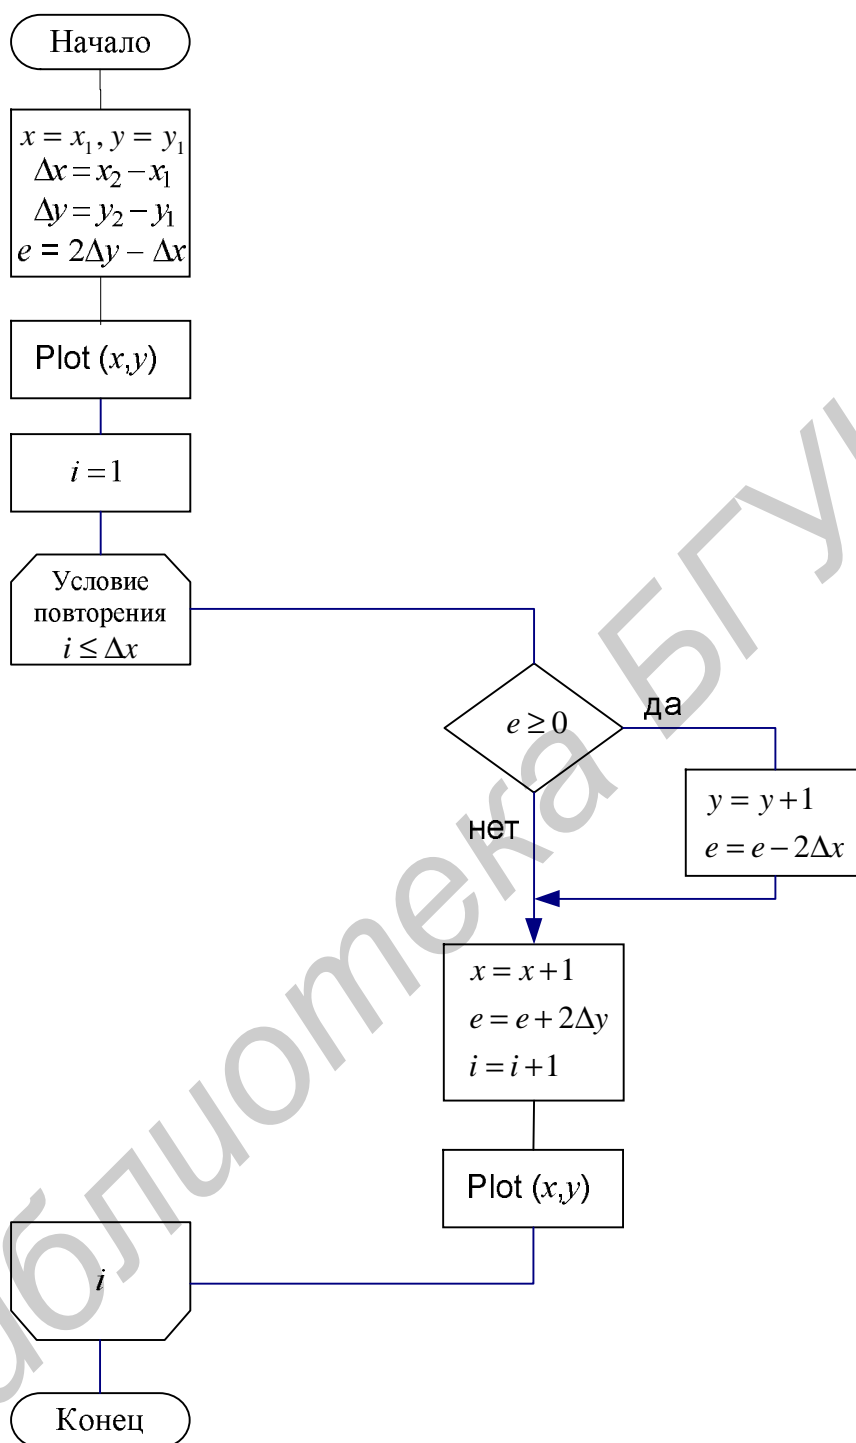 Начало
x = x₁, y = y₁
Δx = x₂ − x₁
Δy = y₂ − y₁
e = 2Δy − Δx
Plot (x,y)
i = 1
Условие
повторения
i ≤ Δx
e ≥ 0
да
y = y + 1
e = e − 2Δx
нет
x = x + 1
e = e + 2Δy
i = i + 1
Plot (x,y)
i
Конец